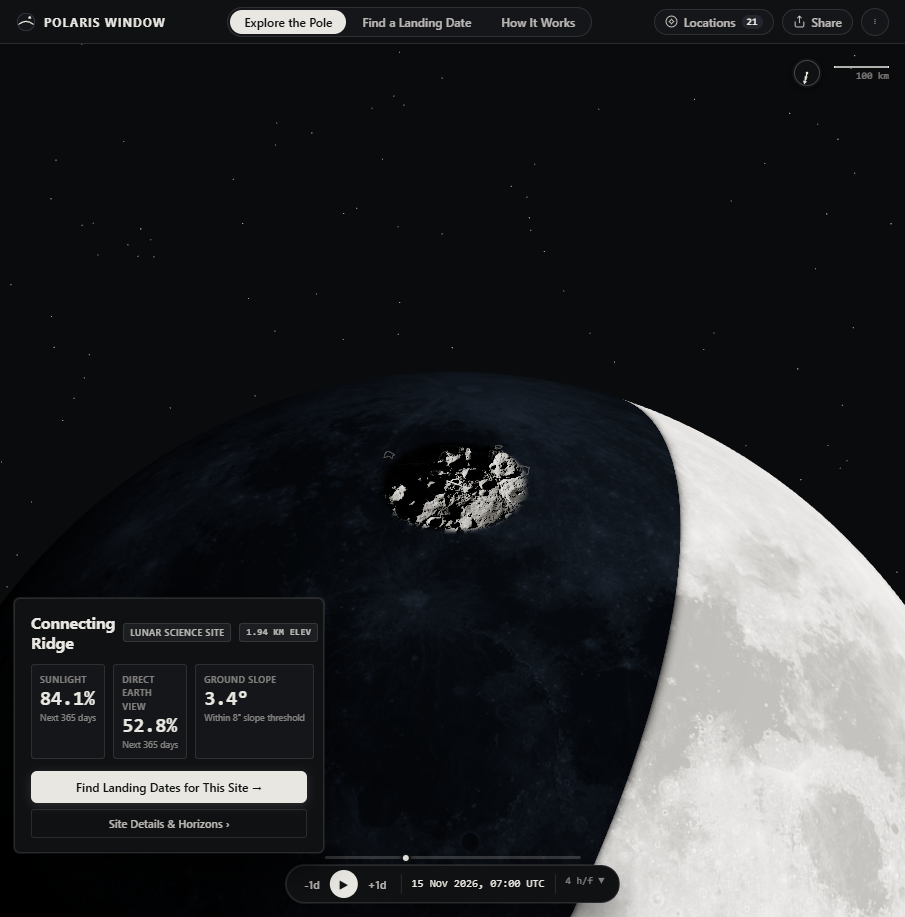 POLARIS WINDOW
Explore the Pole
Find a Landing Date
How It Works
Locations 21
Share
100 km
Connecting
Ridge
LUNAR SCIENCE SITE
1.94 KM ELEV
SUNLIGHT
84.1%
Next 365 days
DIRECT
EARTH
VIEW
52.8%
Next 365 days
GROUND SLOPE
3.4°
Within 8° slope threshold
Find Landing Dates for This Site →
Site Details & Horizons ›
-1d
+1d
15 Nov 2026, 07:00 UTC
4 h/f ▼